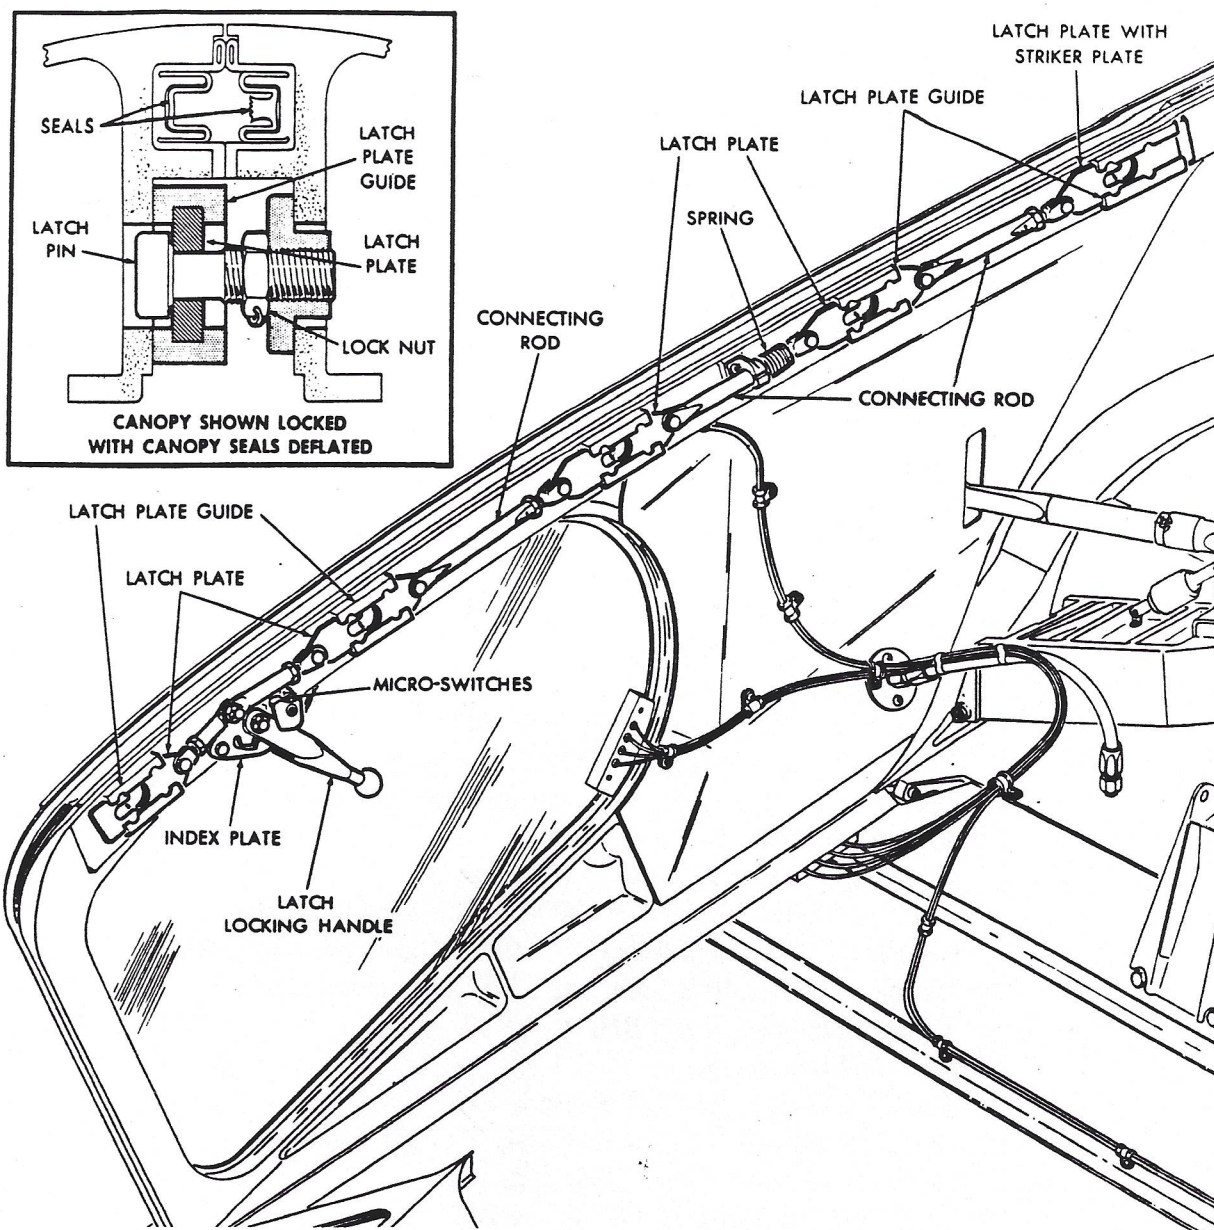 SEALS
LATCH
PLATE
GUIDE
LATCH
PIN
LATCH
PLATE
LOCK NUT
CANOPY SHOWN LOCKED
WITH CANOPY SEALS DEFLATED
LATCH PLATE WITH
STRIKER PLATE
LATCH PLATE GUIDE
LATCH PLATE
SPRING
CONNECTING
ROD
CONNECTING ROD
LATCH PLATE GUIDE
LATCH PLATE
MICRO-SWITCHES
INDEX PLATE
LATCH
LOCKING HANDLE